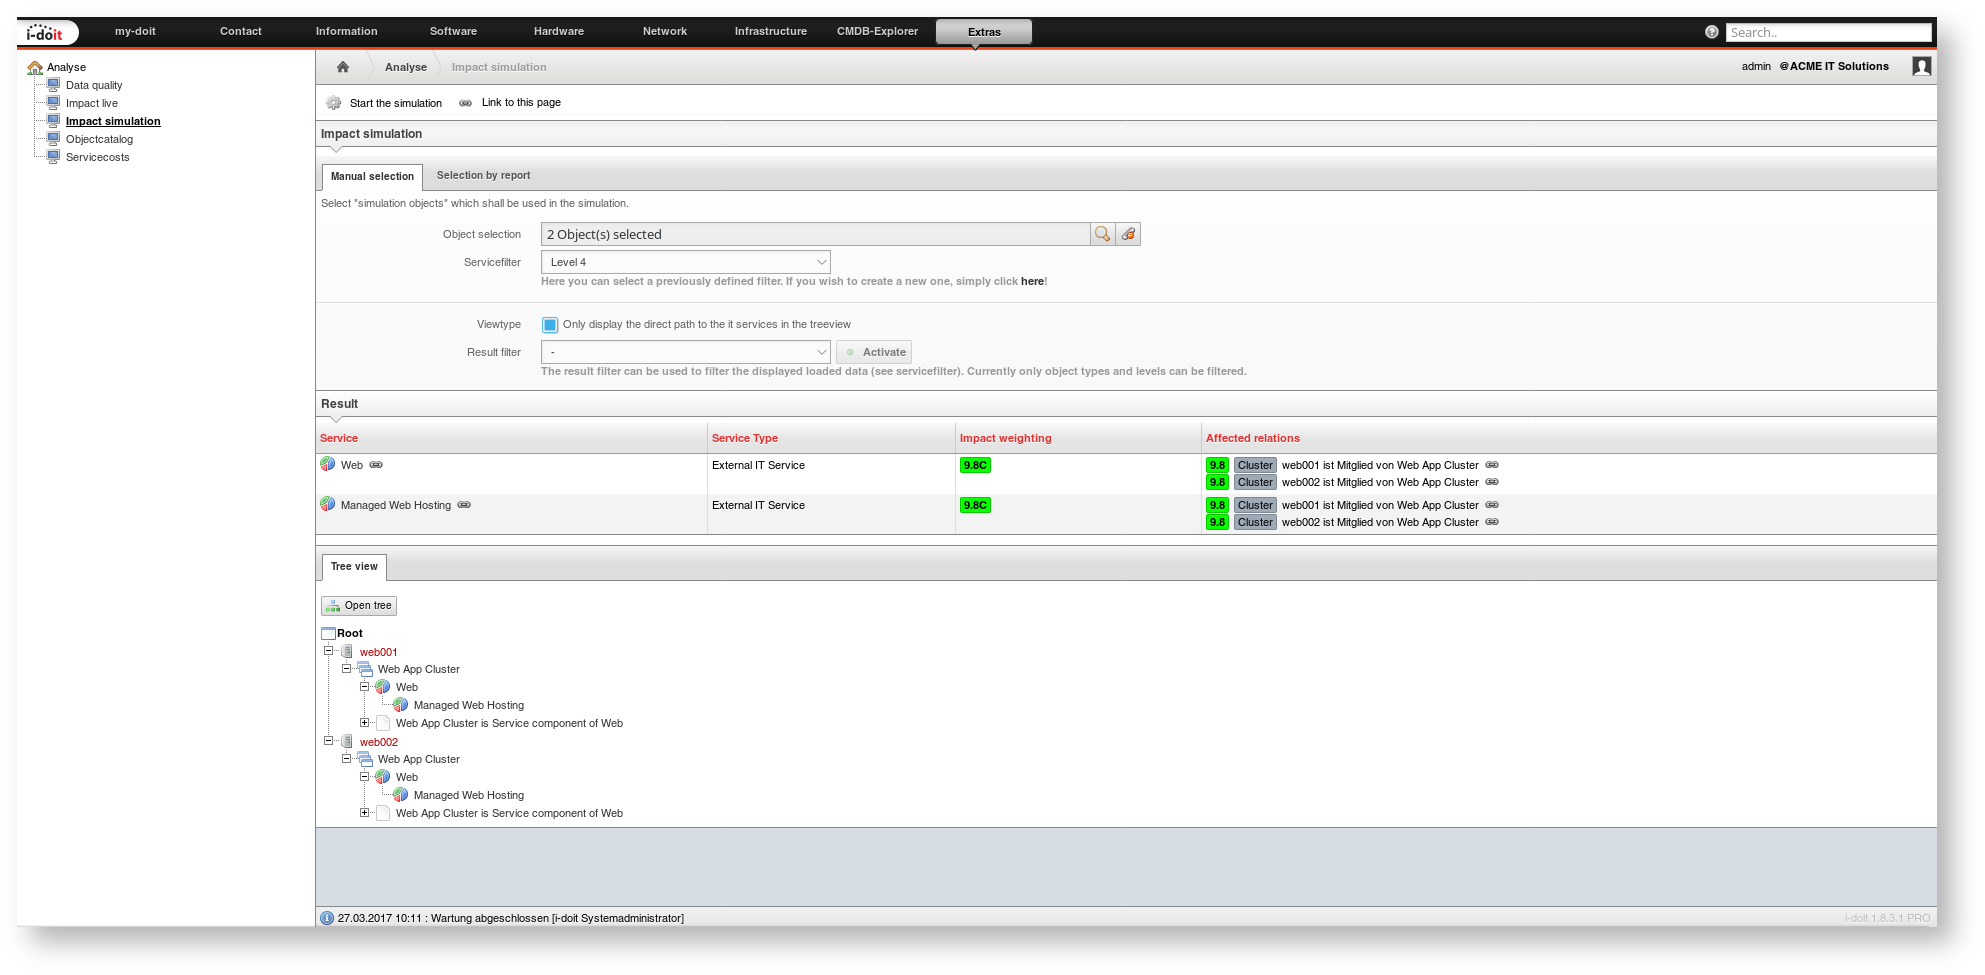 i-doit my-doit Contact Information Software Hardware Network Infrastructure CMDB-Explorer Extras ? Search..
Analyse
Data quality
Impact live
Impact simulation
Objectcatalog
Servicecosts
Analyse Impact simulation admin @ACME IT Solutions
Start the simulation Link to this page
Impact simulation
Manual selection Selection by report
Select "simulation objects" which shall be used in the simulation.
Object selection 2 Object(s) selected
Servicefilter Level 4
Here you can select a previously defined filter. If you wish to create a new one, simply click here!
Viewtype Only display the direct path to the it services in the treeview
Result filter - Activate
The result filter can be used to filter the displayed loaded data (see servicefilter). Currently only object types and levels can be filtered.
Result
Service Service Type Impact weighting Affected relations
Web External IT Service 9.8C 9.8 Cluster web001 ist Mitglied von Web App Cluster
9.8 Cluster web002 ist Mitglied von Web App Cluster
Managed Web Hosting External IT Service 9.8C 9.8 Cluster web001 ist Mitglied von Web App Cluster
9.8 Cluster web002 ist Mitglied von Web App Cluster
Tree view
Open tree
Root
web001
Web App Cluster
Web
Managed Web Hosting
Web App Cluster is Service component of Web
web002
Web App Cluster
Web
Managed Web Hosting
Web App Cluster is Service component of Web
27.03.2017 10:11 : Wartung abgeschlossen [i-doit Systemadministrator] i-doit 1.8.3.1 PRO